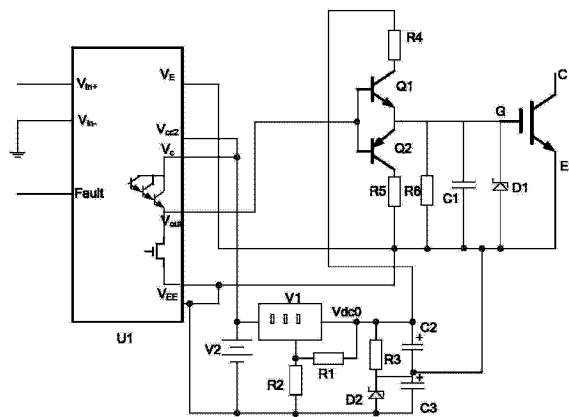 R4
C
Vin+
VE
Q1
G
Vin-
Vcc2
Vc
Q2
E
Fault
R5
R6
C1
D1
Vout
VEE
V1
Vdc0
U1
V2
R1
R3
C2
R2
D2
C3